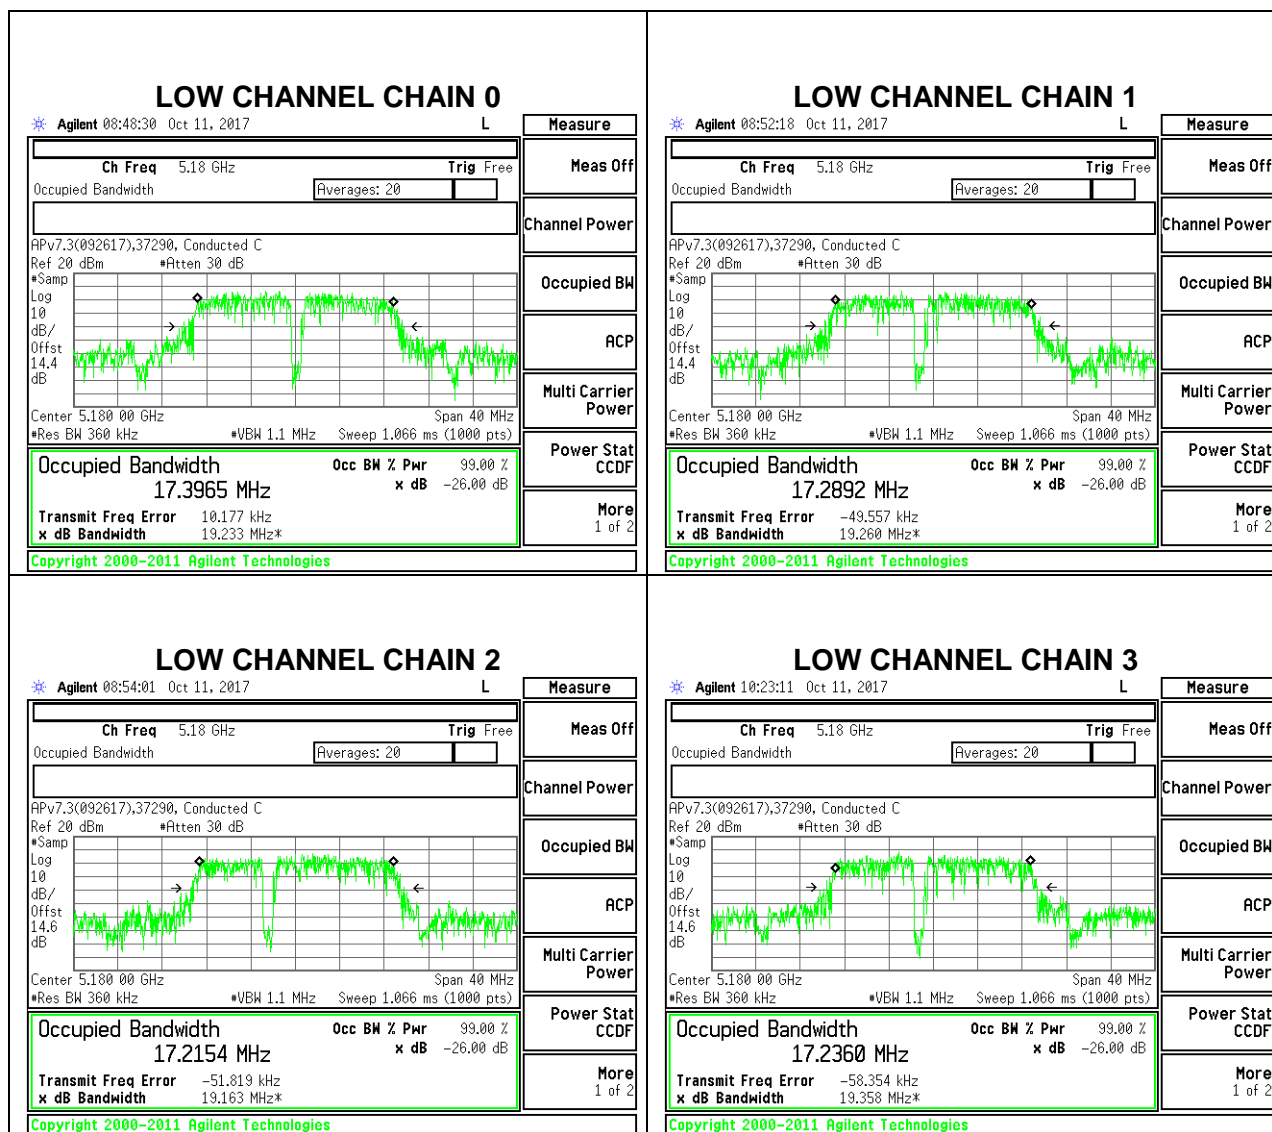 LOW CHANNEL CHAIN 0
Agilent 08:48:30 Oct 11, 2017 L
Measure
Ch Freq 5.18 GHz Trig Free
Occupied Bandwidth Averages: 20
APv7.3(092617),37290, Conducted C
Ref 20 dBm #Atten 30 dB
#Samp
Log
10
dB/
Offst
14.4
dB
Center 5.180 00 GHz Span 40 MHz
#Res BW 360 kHz #VBW 1.1 MHz Sweep 1.066 ms (1000 pts)
Occupied Bandwidth Occ BW % Pwr 99.00 %
17.3965 MHz x dB -26.00 dB
Transmit Freq Error 10.177 kHz
x dB Bandwidth 19.233 MHz*
Copyright 2000-2011 Agilent Technologies
Meas Off
Channel Power
Occupied BW
ACP
Multi Carrier
Power
Power Stat
CCDF
More
1 of 2
LOW CHANNEL CHAIN 1
Agilent 08:52:18 Oct 11, 2017 L
Measure
Ch Freq 5.18 GHz Trig Free
Occupied Bandwidth Averages: 20
APv7.3(092617),37290, Conducted C
Ref 20 dBm #Atten 30 dB
#Samp
Log
10
dB/
Offst
14.4
dB
Center 5.180 00 GHz Span 40 MHz
#Res BW 360 kHz #VBW 1.1 MHz Sweep 1.066 ms (1000 pts)
Occupied Bandwidth Occ BW % Pwr 99.00 %
17.2892 MHz x dB -26.00 dB
Transmit Freq Error -49.557 kHz
x dB Bandwidth 19.260 MHz*
Copyright 2000-2011 Agilent Technologies
Meas Off
Channel Power
Occupied BW
ACP
Multi Carrier
Power
Power Stat
CCDF
More
1 of 2
LOW CHANNEL CHAIN 2
Agilent 08:54:01 Oct 11, 2017 L
Measure
Ch Freq 5.18 GHz Trig Free
Occupied Bandwidth Averages: 20
APv7.3(092617),37290, Conducted C
Ref 20 dBm #Atten 30 dB
#Samp
Log
10
dB/
Offst
14.6
dB
Center 5.180 00 GHz Span 40 MHz
#Res BW 360 kHz #VBW 1.1 MHz Sweep 1.066 ms (1000 pts)
Occupied Bandwidth Occ BW % Pwr 99.00 %
17.2154 MHz x dB -26.00 dB
Transmit Freq Error -51.819 kHz
x dB Bandwidth 19.163 MHz*
Copyright 2000-2011 Agilent Technologies
Meas Off
Channel Power
Occupied BW
ACP
Multi Carrier
Power
Power Stat
CCDF
More
1 of 2
LOW CHANNEL CHAIN 3
Agilent 10:23:11 Oct 11, 2017 L
Measure
Ch Freq 5.18 GHz Trig Free
Occupied Bandwidth Averages: 20
APv7.3(092617),37290, Conducted C
Ref 20 dBm #Atten 30 dB
#Samp
Log
10
dB/
Offst
14.6
dB
Center 5.180 00 GHz Span 40 MHz
#Res BW 360 kHz #VBW 1.1 MHz Sweep 1.066 ms (1000 pts)
Occupied Bandwidth Occ BW % Pwr 99.00 %
17.2360 MHz x dB -26.00 dB
Transmit Freq Error -58.354 kHz
x dB Bandwidth 19.358 MHz*
Copyright 2000-2011 Agilent Technologies
Meas Off
Channel Power
Occupied BW
ACP
Multi Carrier
Power
Power Stat
CCDF
More
1 of 2